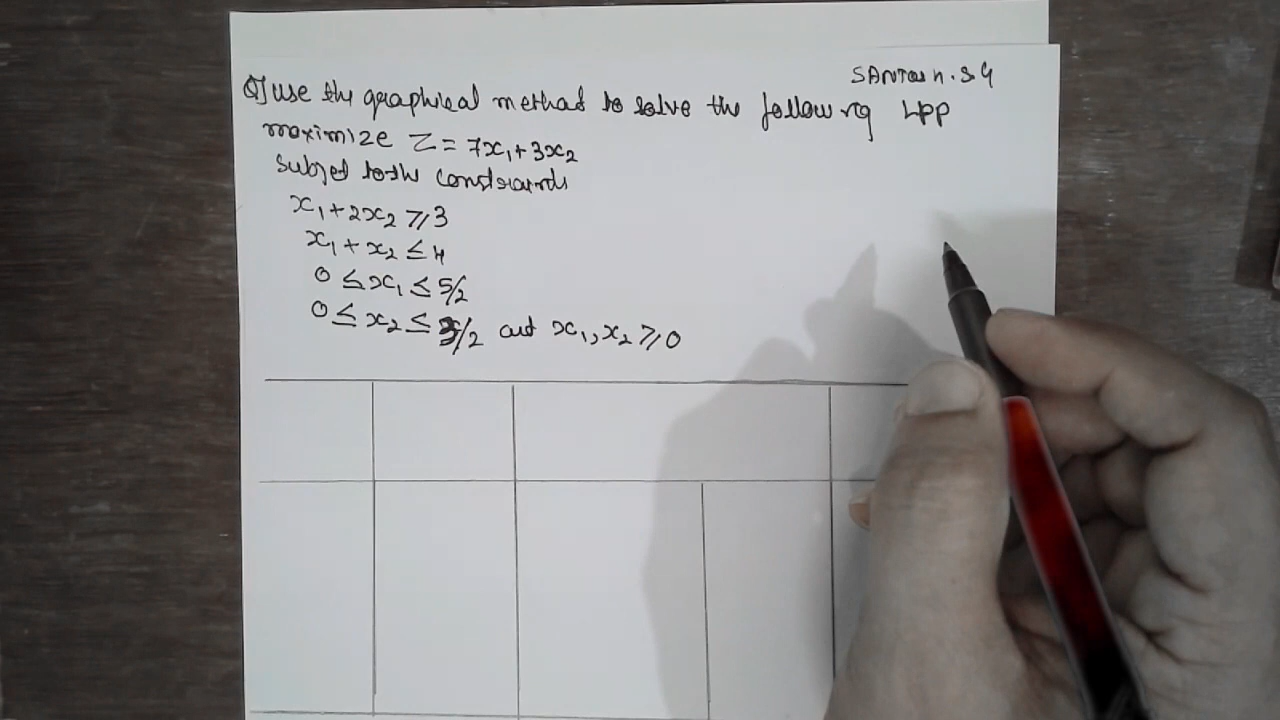 SANTOSH. S G
Q] use the graphical method to solve the following LPP
maximize Z = 7x₁ + 3x₂
Subject to the constraints
x₁ + 2x₂ ≥ 3
x₁ + x₂ ≤ 4
0 ≤ x₁ ≤ 5/2
0 ≤ x₂ ≤ 3/2 and x₁, x₂ ≥ 0